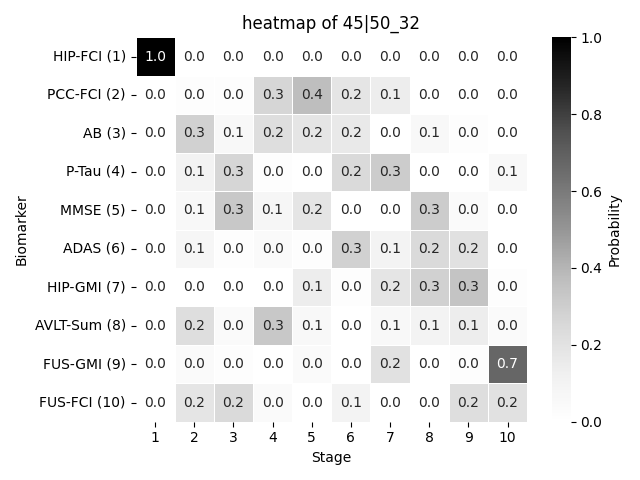 heatmap of 45|50_32
HIP-FCI (1) 1.0 0.0 0.0 0.0 0.0 0.0 0.0 0.0 0.0 0.0
PCC-FCI (2) 0.0 0.0 0.0 0.3 0.4 0.2 0.1 0.0 0.0 0.0
AB (3) 0.0 0.3 0.1 0.2 0.2 0.2 0.0 0.1 0.0 0.0
P-Tau (4) 0.0 0.1 0.3 0.0 0.0 0.2 0.3 0.0 0.0 0.1
MMSE (5) 0.0 0.1 0.3 0.1 0.2 0.0 0.0 0.3 0.0 0.0
ADAS (6) 0.0 0.1 0.0 0.0 0.0 0.3 0.1 0.2 0.2 0.0
HIP-GMI (7) 0.0 0.0 0.0 0.0 0.1 0.0 0.2 0.3 0.3 0.0
AVLT-Sum (8) 0.0 0.2 0.0 0.3 0.1 0.0 0.1 0.1 0.1 0.0
FUS-GMI (9) 0.0 0.0 0.0 0.0 0.0 0.0 0.2 0.0 0.0 0.7
FUS-FCI (10) 0.0 0.2 0.2 0.0 0.0 0.1 0.0 0.0 0.2 0.2
1 2 3 4 5 6 7 8 9 10
Stage
Biomarker
1.0
0.8
0.6
0.4
0.2
0.0
Probability